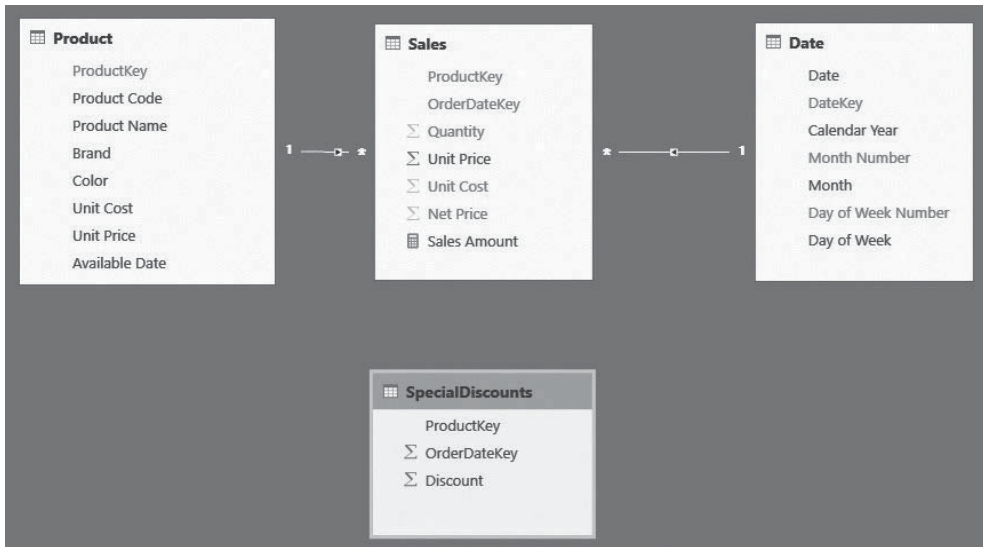 Product
ProductKey
Product Code
Product Name
Brand
Color
Unit Cost
Unit Price
Available Date
1
*
Sales
ProductKey
OrderDateKey
Σ Quantity
Σ Unit Price
Σ Unit Cost
Σ Net Price
Sales Amount
*
1
Date
Date
DateKey
Calendar Year
Month Number
Month
Day of Week Number
Day of Week
SpecialDiscounts
ProductKey
Σ OrderDateKey
Σ Discount